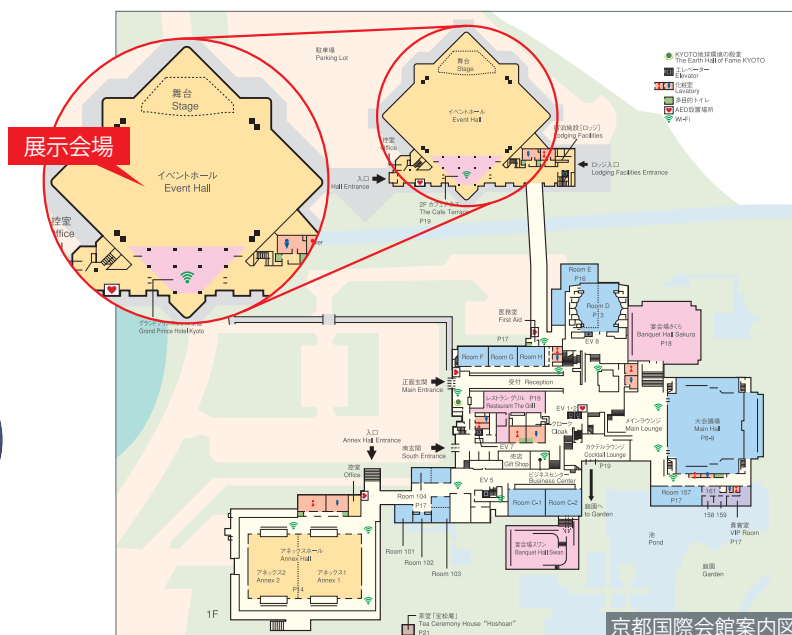 駐車場
Parking Lot
舞台
Stage
イベントホール
Event Hall
控室
Office
入口
Hall Entrance
2F カフェテラス
The Cafe Terrace
P19
宿泊施設[ロッジ]
Lodging Facilities
ロッジ入口
Lodging Facilities Entrance
KYOTO地球環境の殿堂
The Earth Hall of Fame KYOTO
エレベーター
Elevator
化粧室
Lavatory
多目的トイレ
AED設置場所
Wi-Fi
展示会場
舞台
Stage
イベントホール
Event Hall
控室
Office
Grand Prince Hotel Kyoto
Room E
P16
Room D
P13
EV 8
宴会場さくら
Banquet Hall Sakura
P18
医務室
First Aid
P17
Room F
Room G
Room H
正面玄関
Main Entrance
受付 Reception
レストラン グリル P19
Restaurant The Grill
EV 1・2
クローク
Cloak
EV 7
メインラウンジ
Main Lounge
大会議場
Main Hall
カクテルラウンジ
Cocktail Lounge
P19
南玄関
South Entrance
売店
Gift Shop
ビジネスセンター
Business Center
入口
Annex Hall Entrance
控室
Office
EV 5
Room 104
P17
Room C-1
Room C-2
庭園へ
to Garden
Room 157
P17
161
158
159
貴賓室
VIP Room
P17
Room 101
Room 102
Room 103
宴会場スワン
Banquet Hall Swan
池
Pond
庭園
Garden
アネックスホール
Annex Hall
アネックス2
Annex 2
アネックス1
Annex 1
P14
1F
茶室「宝松庵」
Tea Ceremony House "Hoshoan"
P21
京都国際会館案内図